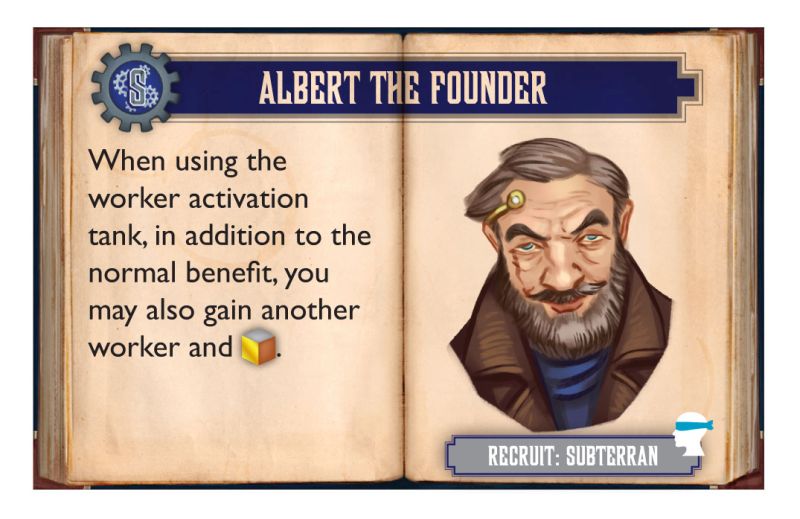 S
ALBERT THE FOUNDER
When using the
worker activation
tank, in addition to the
normal benefit, you
may also gain another
worker and .
RECRUIT: SUBTERRAN